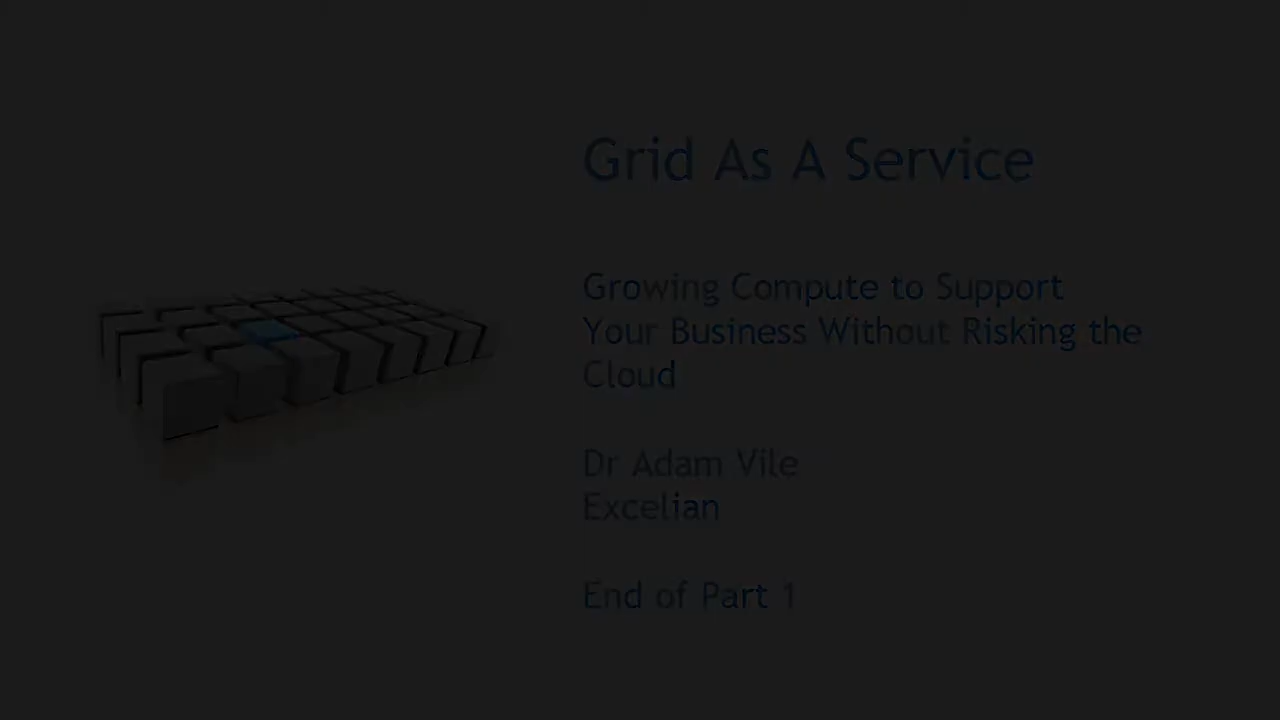 Grid As A Service
Growing Compute to Support
Your Business Without Risking the
Cloud
Dr Adam Vile
Excelian
End of Part 1